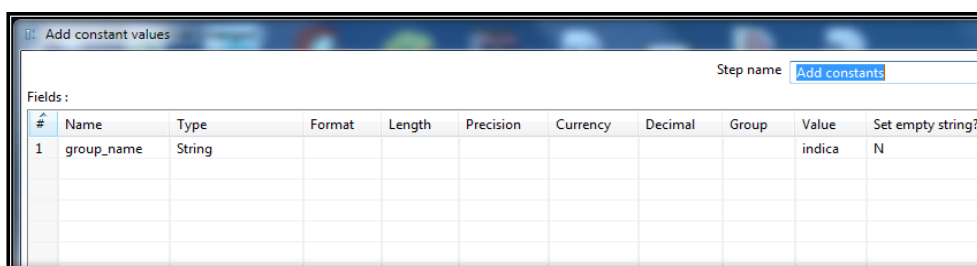 Add constant values
Step name Add constants
Fields :
# Name Type Format Length Precision Currency Decimal Group Value Set empty string?
1 group_name String indica N